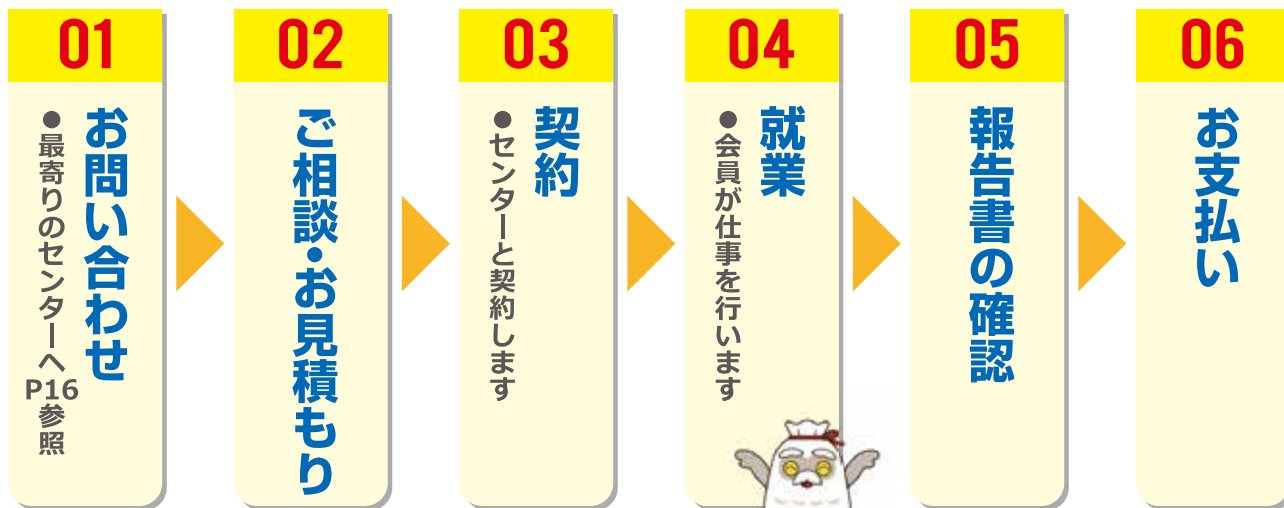 01
お問い合わせ
●最寄りのセンターへ
P16
参照
02
ご相談・お見積もり
03
契約
●センターと契約します
04
就業
●会員が仕事を行います
05
報告書の確認
06
お支払い